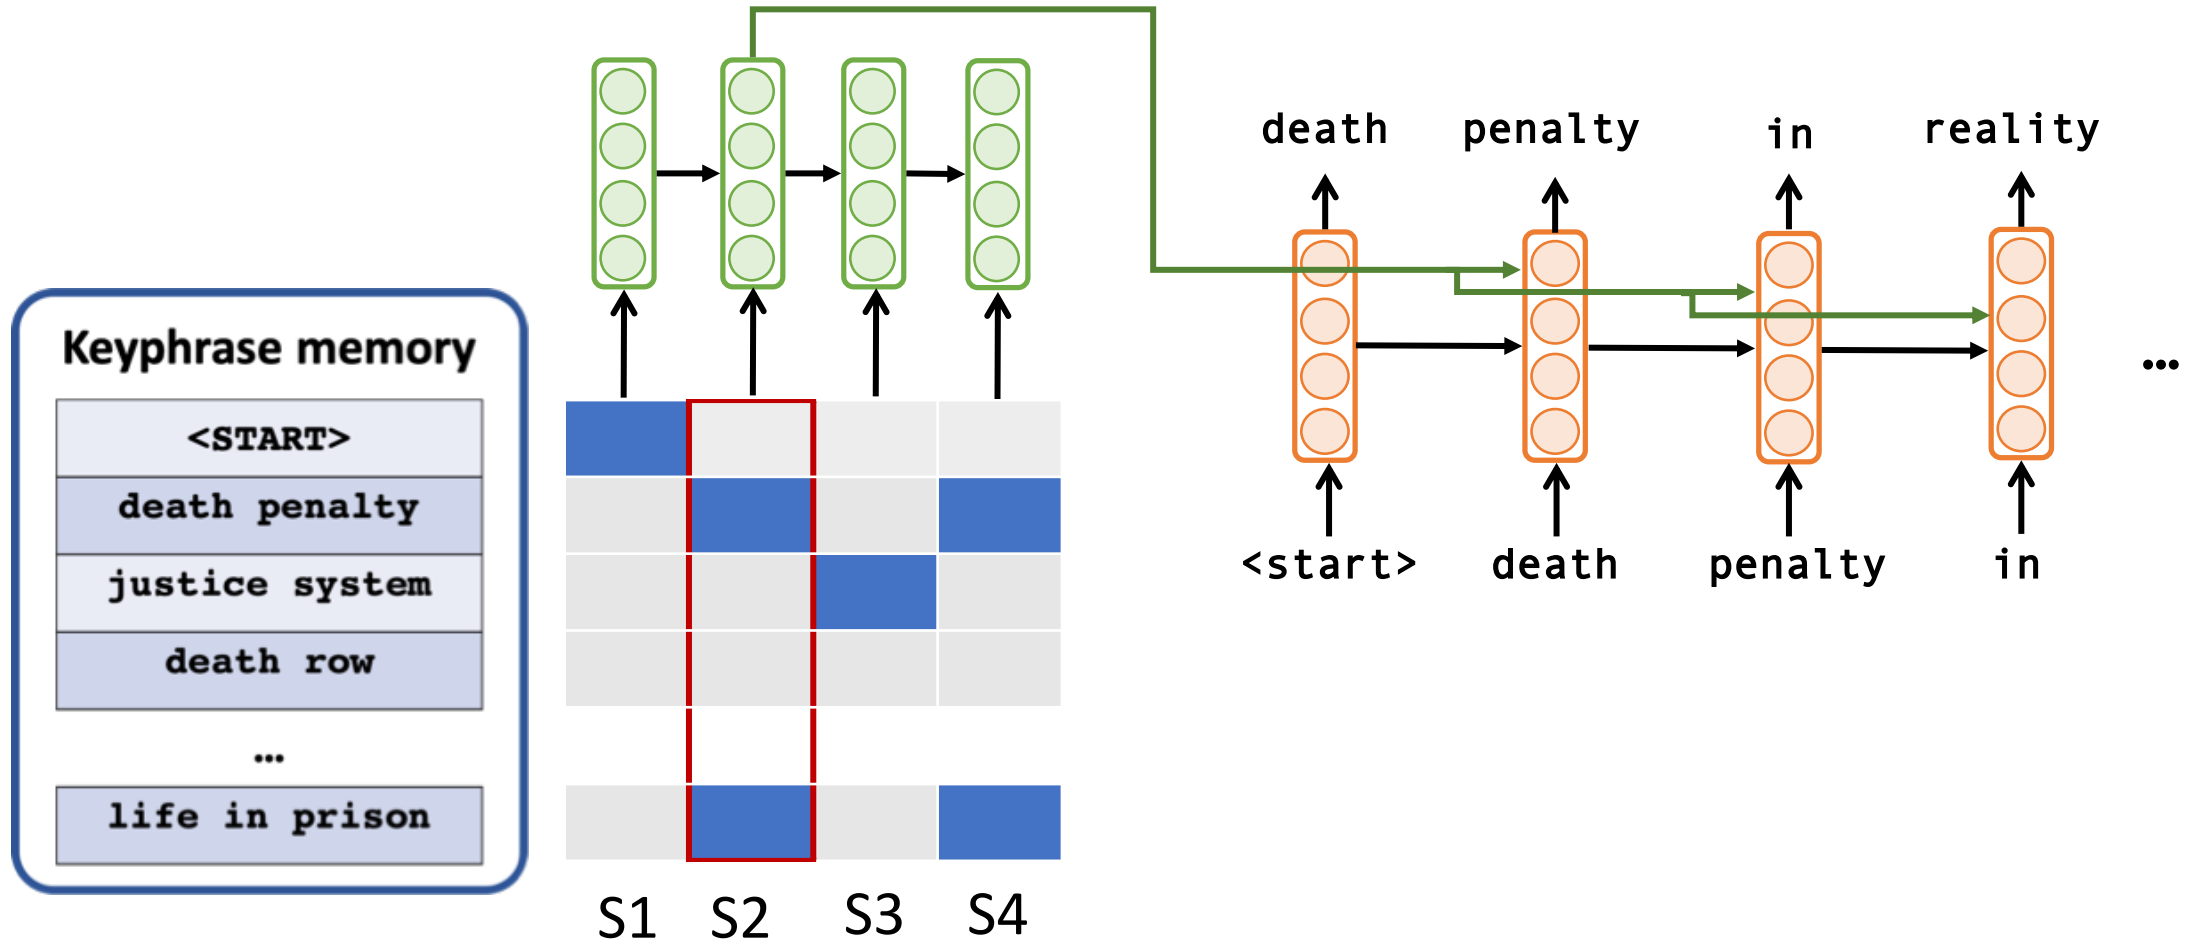 Keyphrase memory
<START>
death penalty
justice system
death row
...
life in prison
S1 S2 S3 S4
death penalty in reality
...
<start> death penalty in